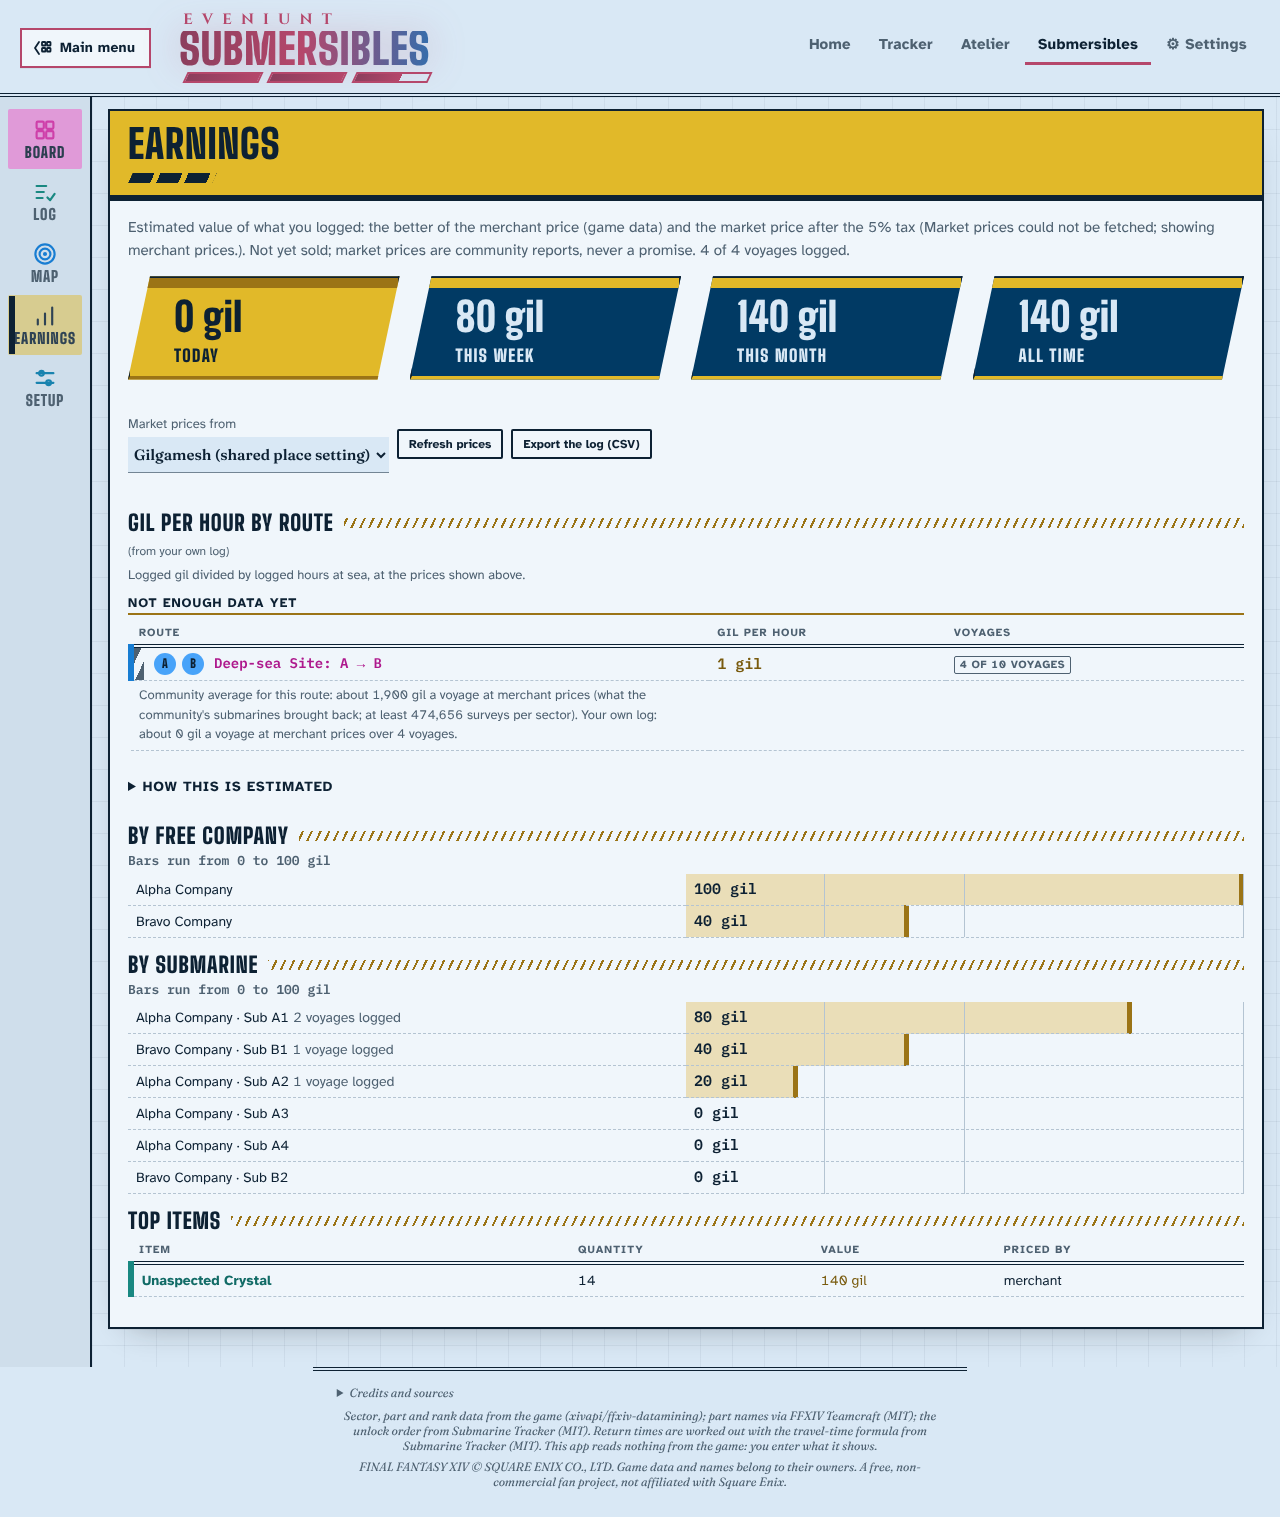 Main menu
EVENIUNT
SUBMERSIBLES
Home
Tracker
Atelier
Submersibles
⚙ Settings
BOARD
LOG
MAP
EARNINGS
SETUP
EARNINGS
Estimated value of what you logged: the better of the merchant price (game data) and the market price after the 5% tax (Market prices could not be fetched; showing
merchant prices.). Not yet sold; market prices are community reports, never a promise. 4 of 4 voyages logged.
0 gil
TODAY
80 gil
THIS WEEK
140 gil
THIS MONTH
140 gil
ALL TIME
Market prices from
Gilgamesh (shared place setting)
Refresh prices
Export the log (CSV)
GIL PER HOUR BY ROUTE
(from your own log)
Logged gil divided by logged hours at sea, at the prices shown above.
NOT ENOUGH DATA YET
ROUTE GIL PER HOUR VOYAGES
A B Deep-sea Site: A → B 1 gil 4 OF 10 VOYAGES
Community average for this route: about 1,900 gil a voyage at merchant prices (what the
community's submarines brought back; at least 474,656 surveys per sector). Your own log:
about 0 gil a voyage at merchant prices over 4 voyages.
▶ HOW THIS IS ESTIMATED
BY FREE COMPANY
Bars run from 0 to 100 gil
Alpha Company 100 gil
Bravo Company 40 gil
BY SUBMARINE
Bars run from 0 to 100 gil
Alpha Company · Sub A1 2 voyages logged 80 gil
Bravo Company · Sub B1 1 voyage logged 40 gil
Alpha Company · Sub A2 1 voyage logged 20 gil
Alpha Company · Sub A3 0 gil
Alpha Company · Sub A4 0 gil
Bravo Company · Sub B2 0 gil
TOP ITEMS
ITEM QUANTITY VALUE PRICED BY
Unaspected Crystal 14 140 gil merchant
▶ Credits and sources
Sector, part and rank data from the game (xivapi/ffxiv-datamining); part names via FFXIV Teamcraft (MIT); the
unlock order from Submarine Tracker (MIT). Return times are worked out with the travel-time formula from
Submarine Tracker (MIT). This app reads nothing from the game: you enter what it shows.
FINAL FANTASY XIV © SQUARE ENIX CO., LTD. Game data and names belong to their owners. A free, non-
commercial fan project, not affiliated with Square Enix.